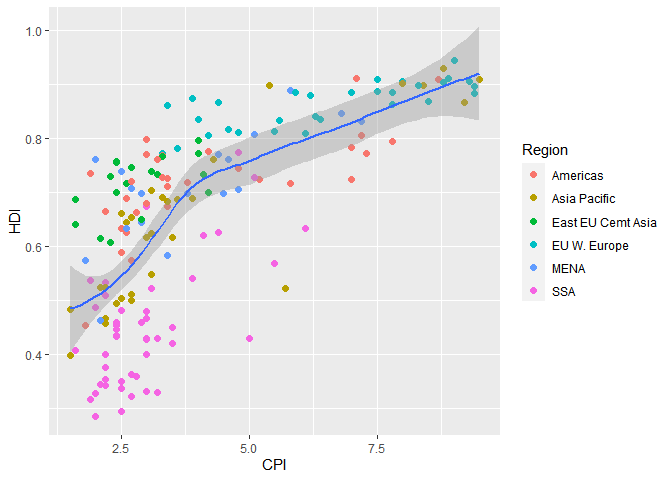 1.0
0.8
0.6
0.4
HDI
2.5
5.0
7.5
CPI
Region
Americas
Asia Pacific
East EU Cemt Asia
EU W. Europe
MENA
SSA